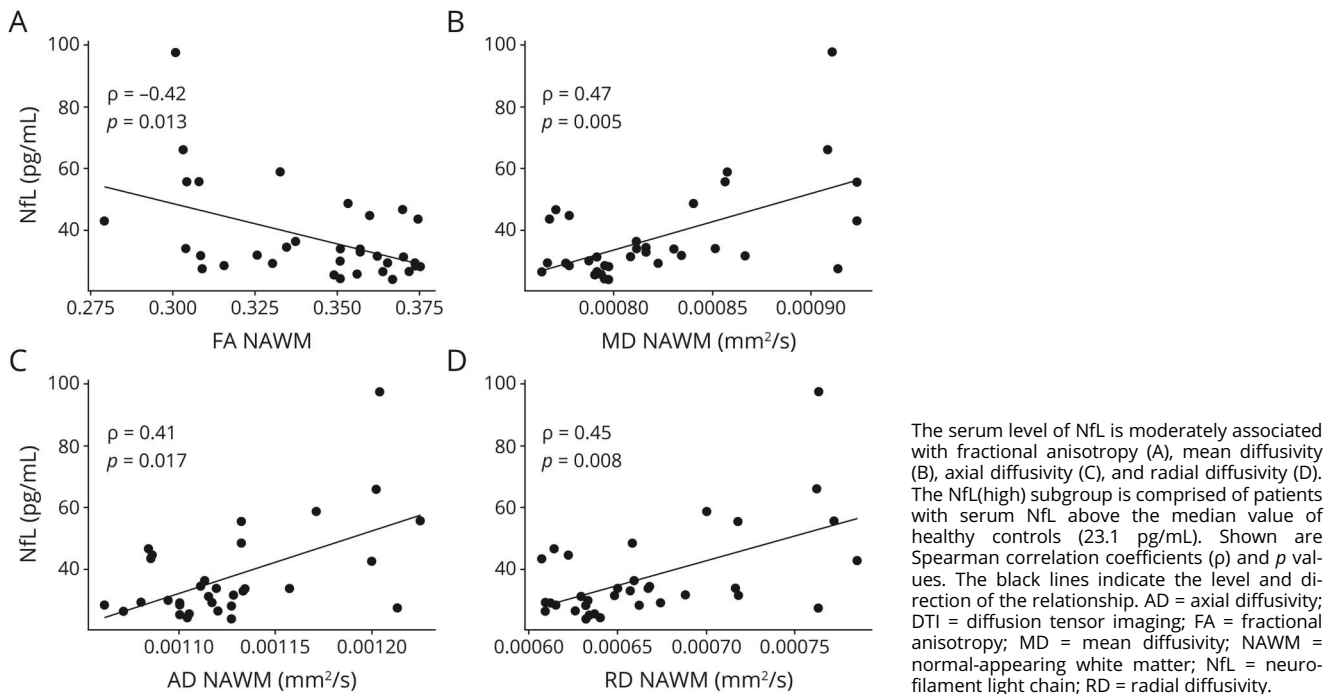 A
100
80
60
40
NfL (pg/mL)
ρ = –0.42
p = 0.013
0.275 0.300 0.325 0.350 0.375
FA NAWM
B
100
80
60
40
ρ = 0.47
p = 0.005
0.00080 0.00085 0.00090
MD NAWM (mm²/s)
C
100
80
60
40
NfL (pg/mL)
ρ = 0.41
p = 0.017
0.00110 0.00115 0.00120
AD NAWM (mm²/s)
D
100
80
60
40
ρ = 0.45
p = 0.008
0.00060 0.00065 0.00070 0.00075
RD NAWM (mm²/s)
The serum level of NfL is moderately associated
with fractional anisotropy (A), mean diffusivity
(B), axial diffusivity (C), and radial diffusivity (D).
The NfL(high) subgroup is comprised of patients
with serum NfL above the median value of
healthy controls (23.1 pg/mL). Shown are
Spearman correlation coefficients (ρ) and p val-
ues. The black lines indicate the level and di-
rection of the relationship. AD = axial diffusivity;
DTI = diffusion tensor imaging; FA = fractional
anisotropy; MD = mean diffusivity; NAWM =
normal-appearing white matter; NfL = neuro-
filament light chain; RD = radial diffusivity.